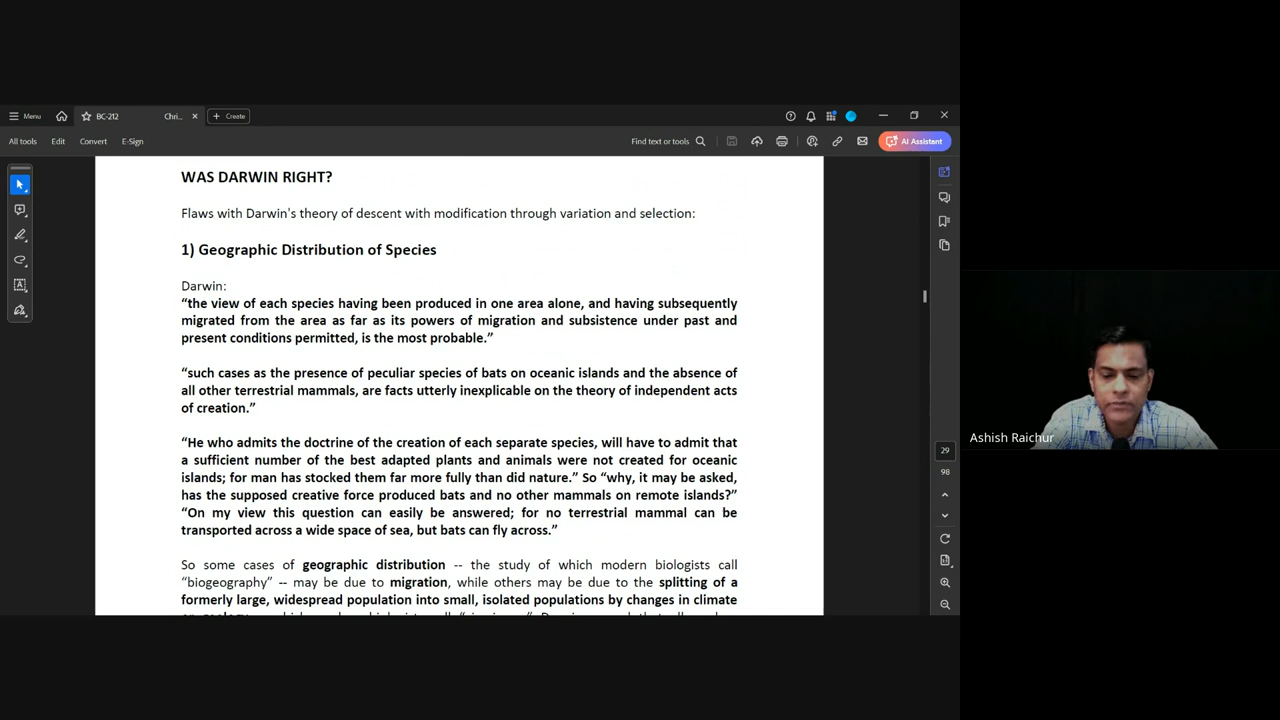 Menu
BC-212
Chri...
Create
All tools
Edit
Convert
E-Sign
Find text or tools
AI Assistant
WAS DARWIN RIGHT?
Flaws with Darwin's theory of descent with modification through variation and selection:
1) Geographic Distribution of Species
Darwin:
“the view of each species having been produced in one area alone, and having subsequently
migrated from the area as far as its powers of migration and subsistence under past and
present conditions permitted, is the most probable.”
“such cases as the presence of peculiar species of bats on oceanic islands and the absence of
all other terrestrial mammals, are facts utterly inexplicable on the theory of independent acts
of creation.”
“He who admits the doctrine of the creation of each separate species, will have to admit that
a sufficient number of the best adapted plants and animals were not created for oceanic
islands; for man has stocked them far more fully than did nature.” So “why, it may be asked,
has the supposed creative force produced bats and no other mammals on remote islands?”
“On my view this question can easily be answered; for no terrestrial mammal can be
transported across a wide space of sea, but bats can fly across.”
So some cases of geographic distribution -- the study of which modern biologists call
“biogeography” -- may be due to migration, while others may be due to the splitting of a
formerly large, widespread population into small, isolated populations by changes in climate
29
98
Ashish Raichur